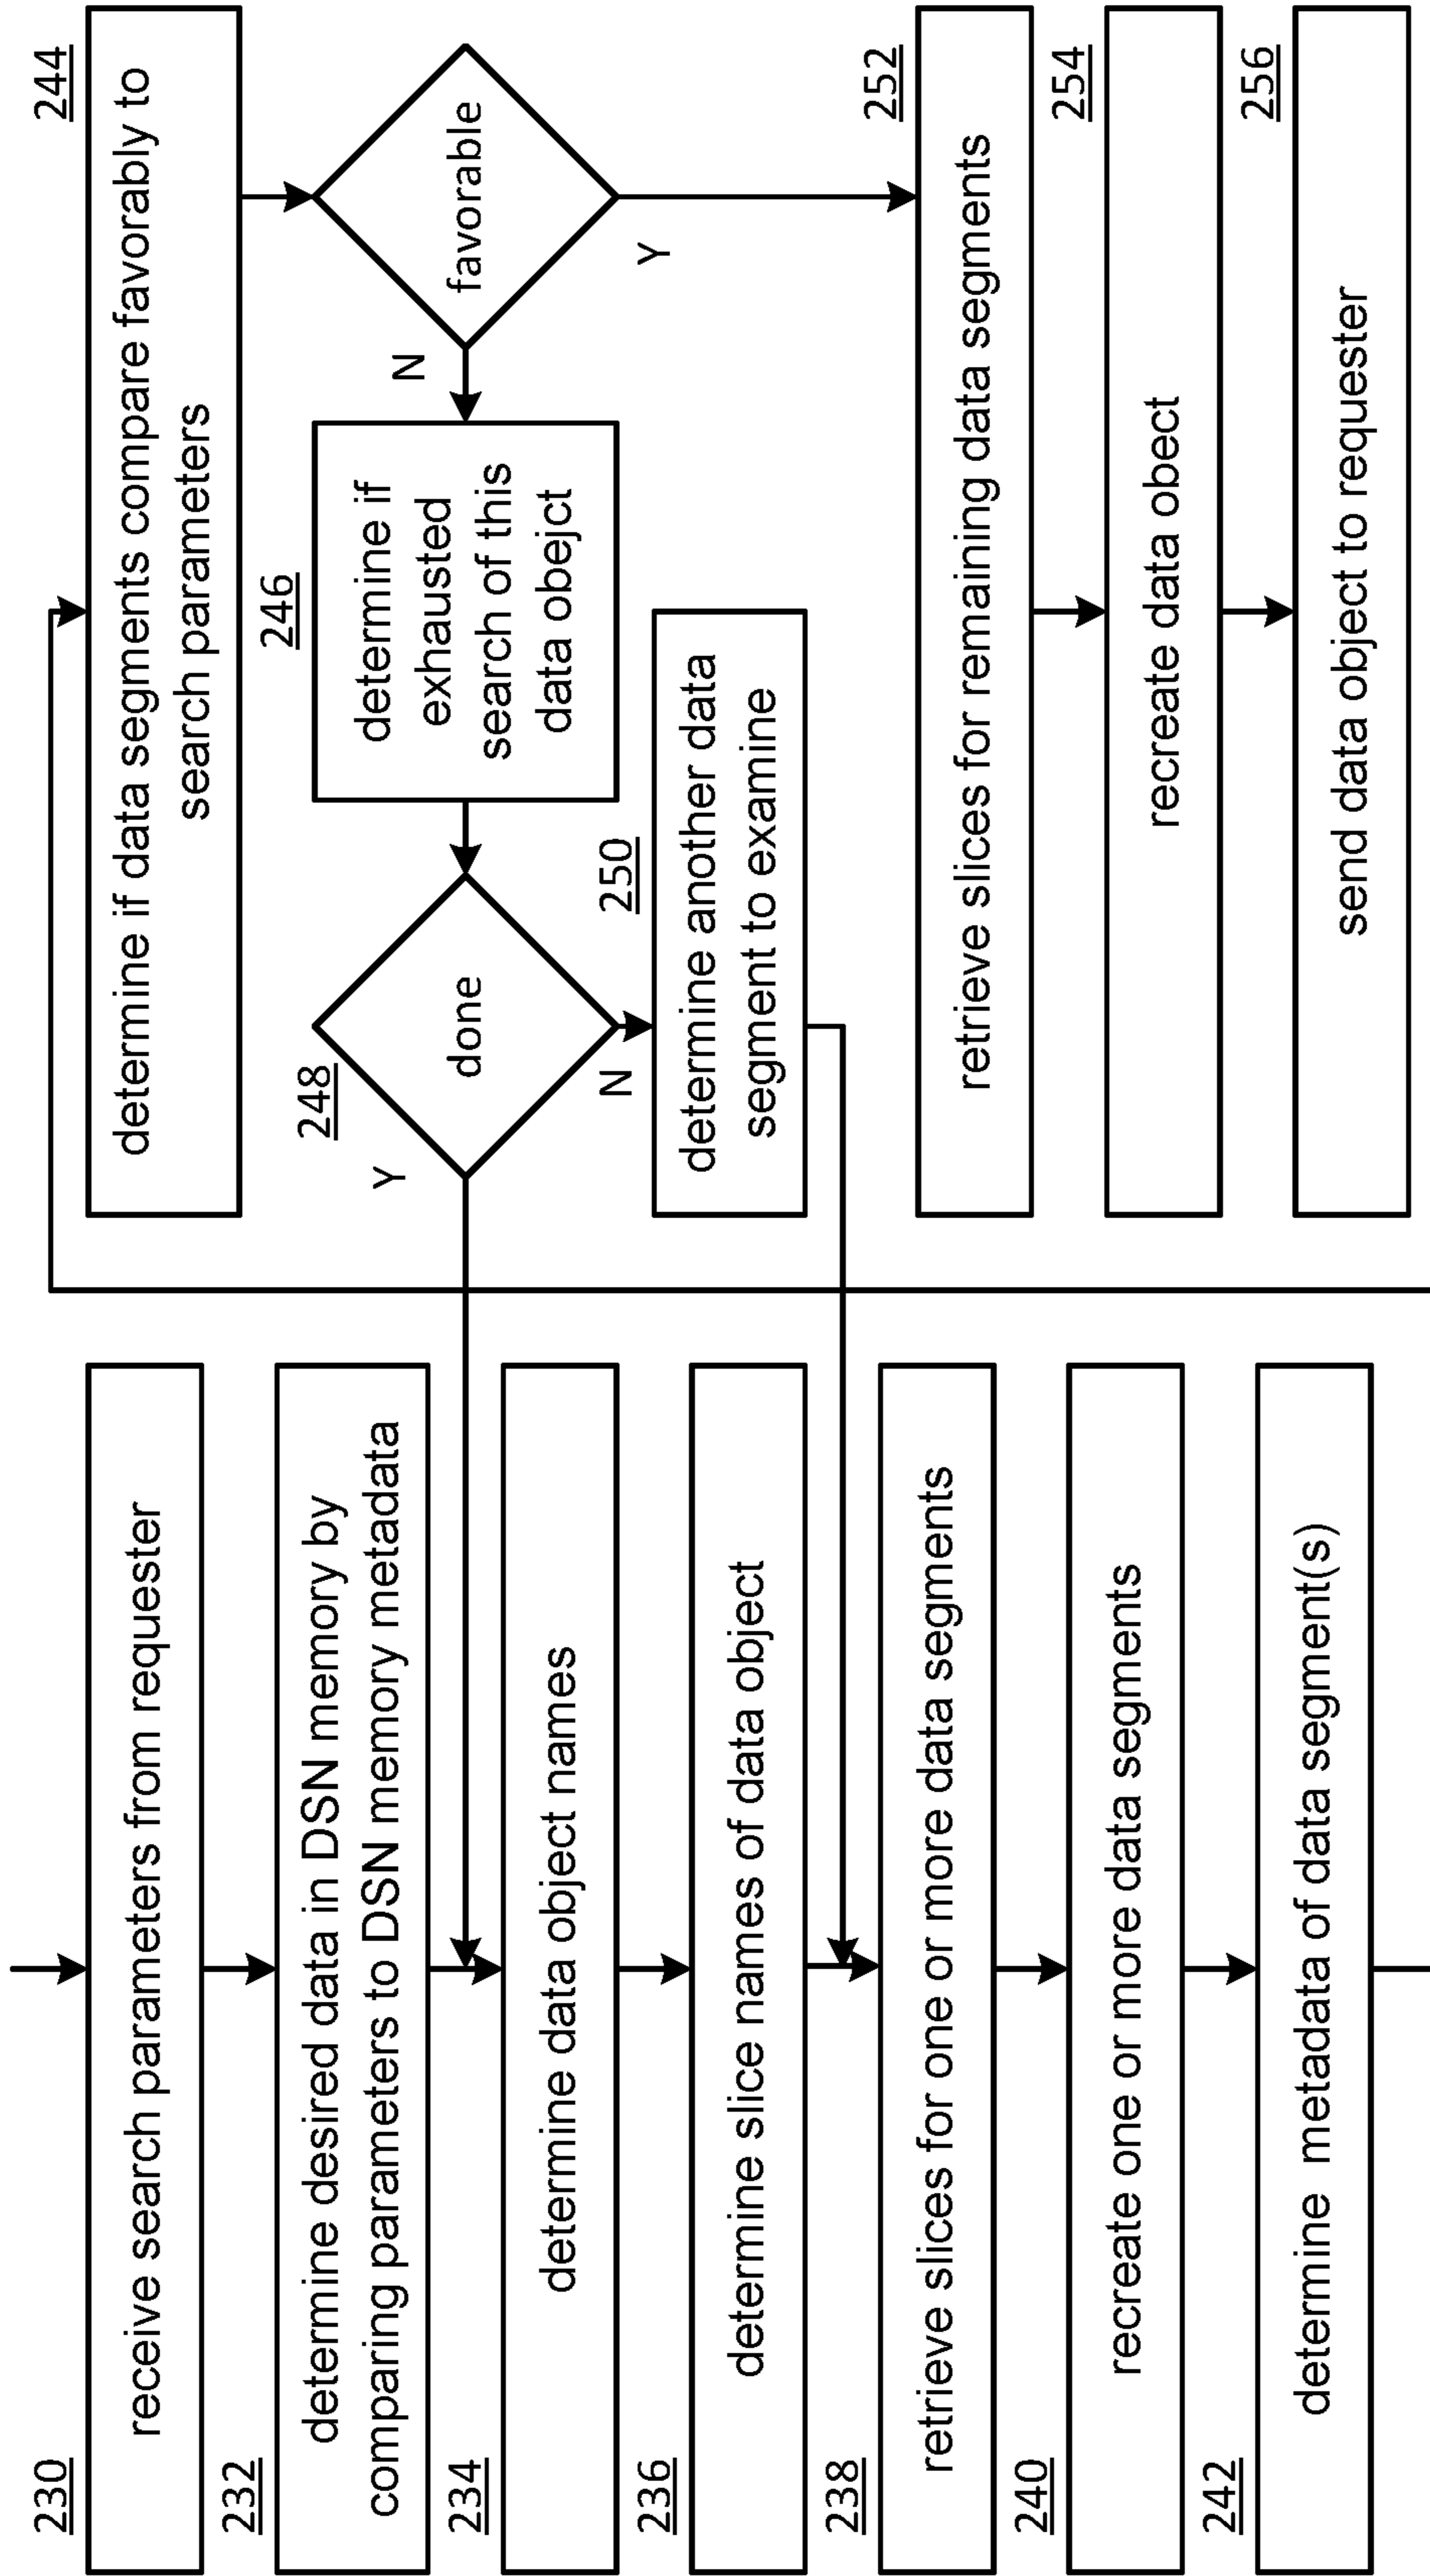 230
receive search parameters from requester
232
determine desired data in DSN memory by
comparing parameters to DSN memory metadata
234
determine data object names
236
determine slice names of data object
238
retrieve slices for one or more data segments
240
recreate one or more data segments
242
determine metadata of data segment(s)
244
determine if data segments compare favorably to
search parameters
favorable
N
Y
246
determine if
exhausted
search of this
data obejct
248
done
Y
N
250
determine another data
segment to examine
252
retrieve slices for remaining data segments
254
recreate data obect
256
send data object to requester